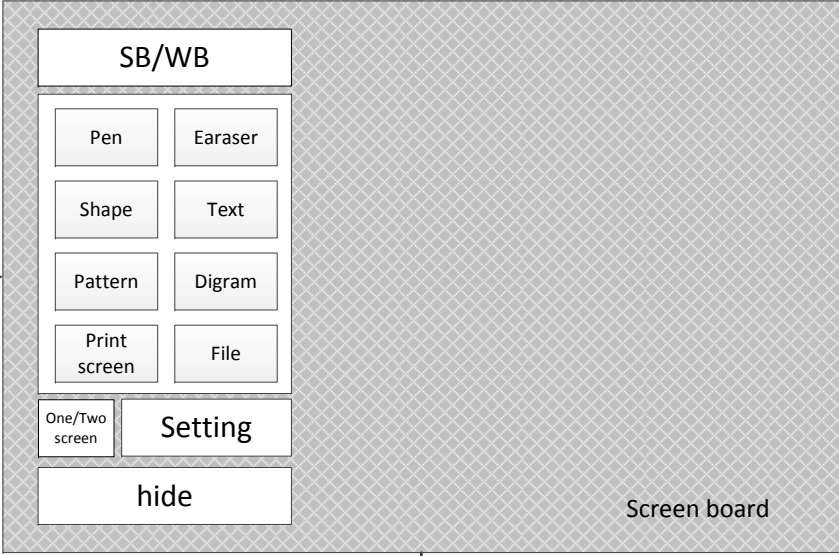 SB/WB
Pen
Earaser
Shape
Text
Pattern
Digram
Print
screen
File
One/Two
screen
Setting
hide
Screen board